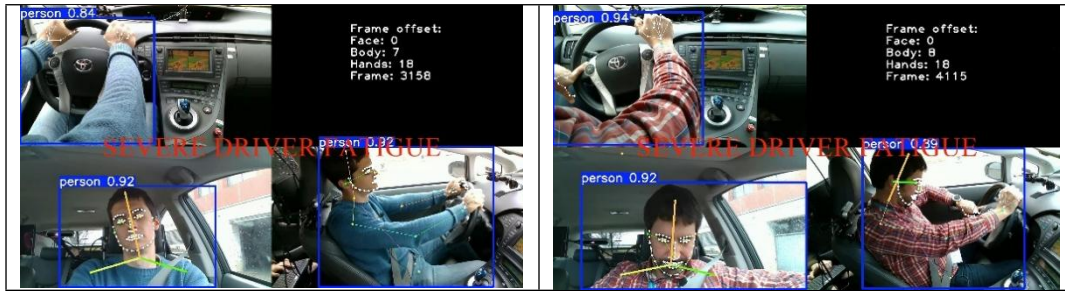 person 0.84
Frame offset:
Face: 0
Body: 7
Hands: 18
Frame: 3158
SEVERE DRIVER FATIGUE
person 0.92
person 0.92
person 0.94
Frame offset:
Face: 0
Body: 8
Hands: 18
Frame: 4115
SEVERE DRIVER FATIGUE
person 0.39
person 0.92